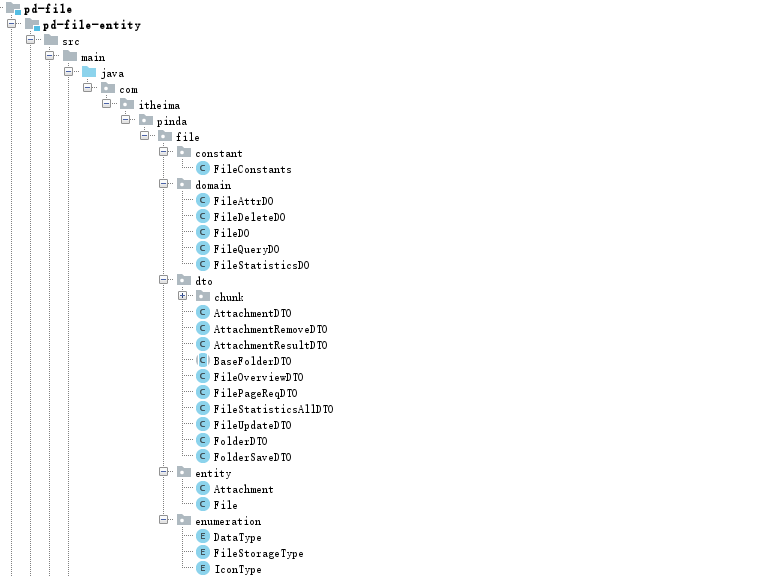 pd-file
pd-file-entity
src
main
java
com
itheima
pinda
file
constant
C FileConstants
domain
C FileAttrDO
C FileDeleteDO
C FileDO
C FileQueryDO
C FileStatisticsDO
dto
chunk
C AttachmentDTO
C AttachmentRemoveDTO
C AttachmentResultDTO
C BaseFolderDTO
C FileOverviewDTO
C FilePageReqDTO
C FileStatisticsAllDTO
C FileUpdateDTO
C FolderDTO
C FolderSaveDTO
entity
C Attachment
C File
enumeration
E DataType
E FileStorageType
E IconType